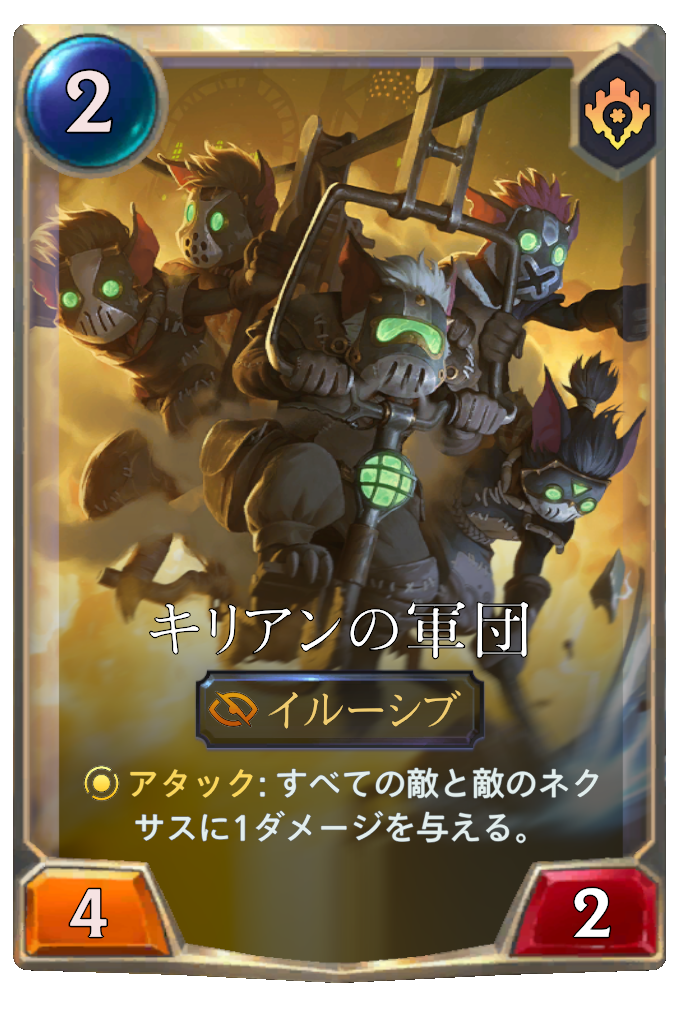 2
キリアンの軍団
イルーシブ
アタック: すべての敵と敵のネク
サスに1ダメージを与える。
4
2